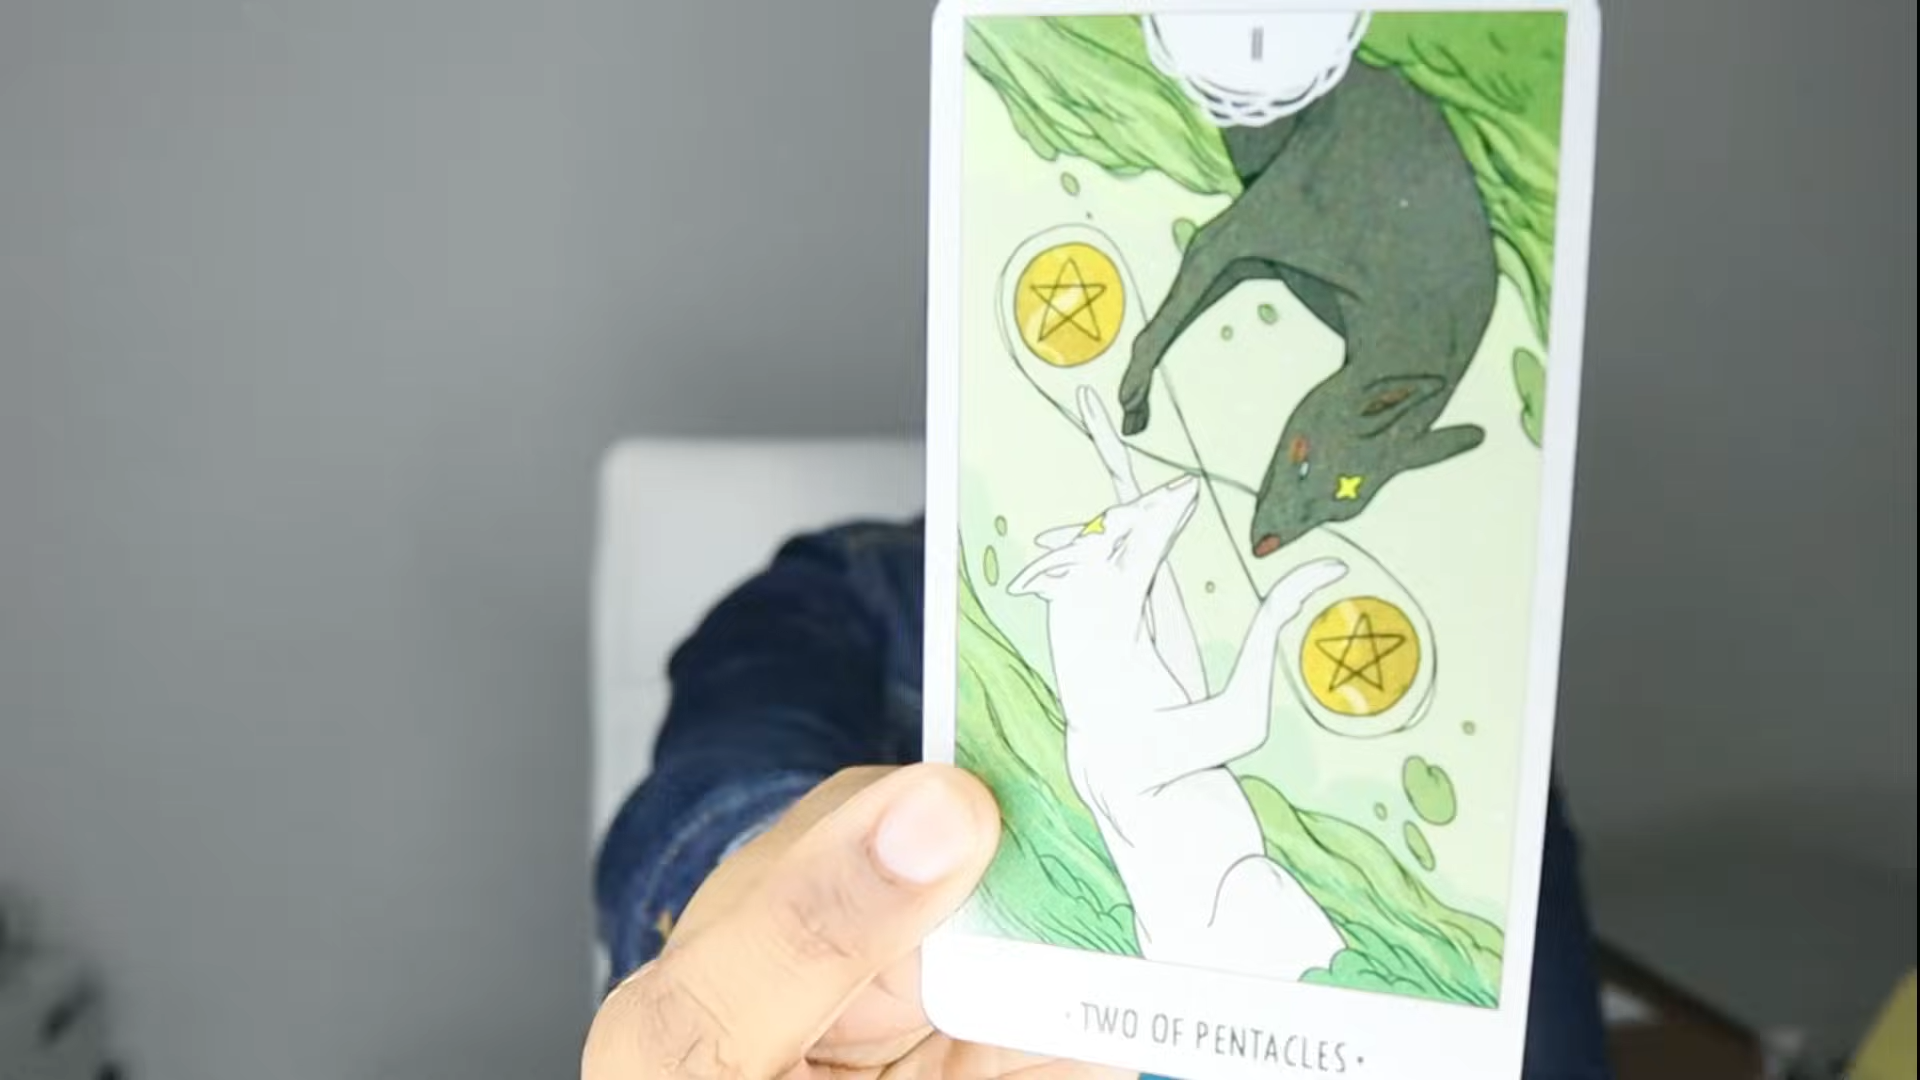 II
· TWO OF PENTACLES ·